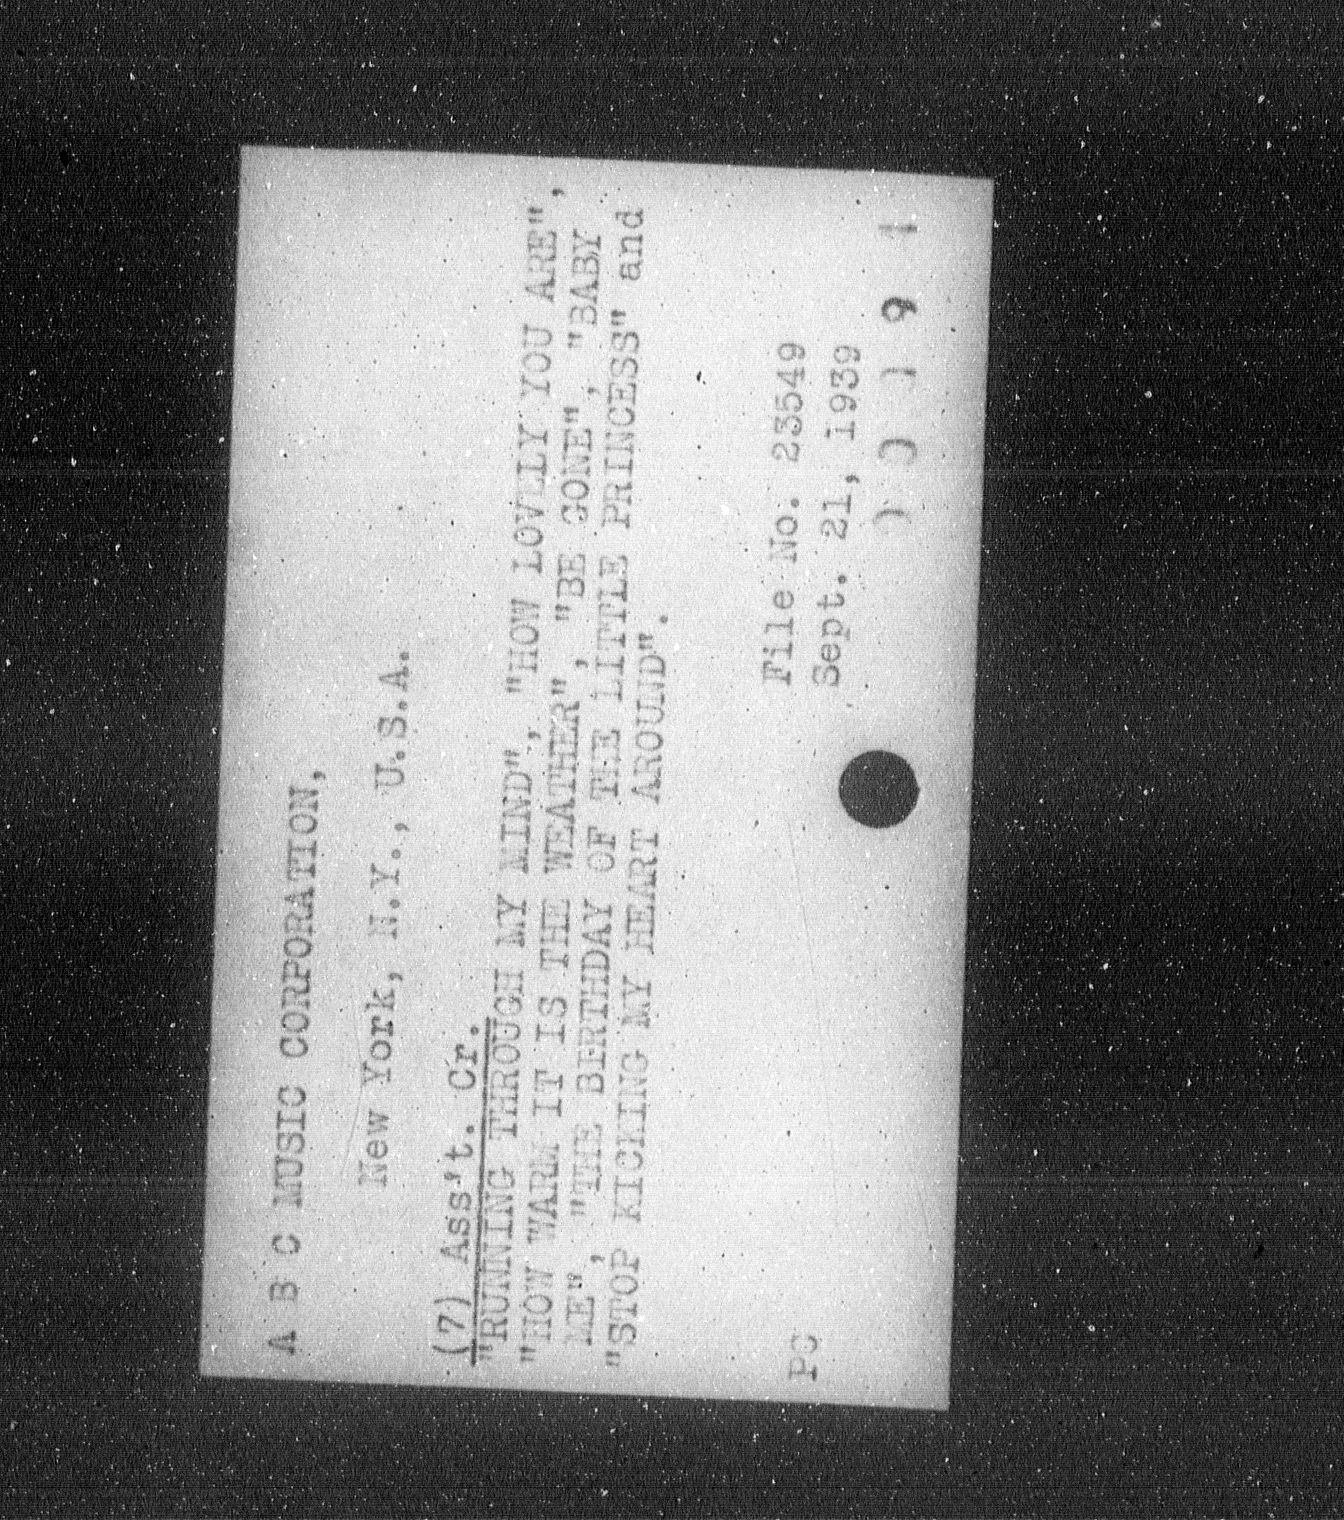 A B C MUSIC CORPORATION,
New York, N.Y., U.S.A.
(7) Ass't. Cr.
"RUNNING THROUGH MY MIND", "HOW LOVELY YOU ARE",
"HOW WARM IT IS THE WEATHER", "BE GONE", "BABY
ME", "THE BIRTHDAY OF THE LITTLE PRINCESS" and
"STOP KICKING MY HEART AROUND".
File No. 23549
PC Sept. 21, 1939